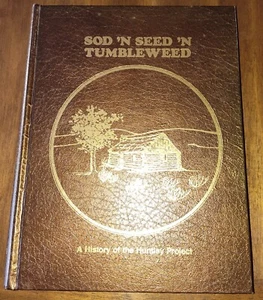 SOD 'N SEED 'N
TUMBLEWEED
A History of the Huntley Project